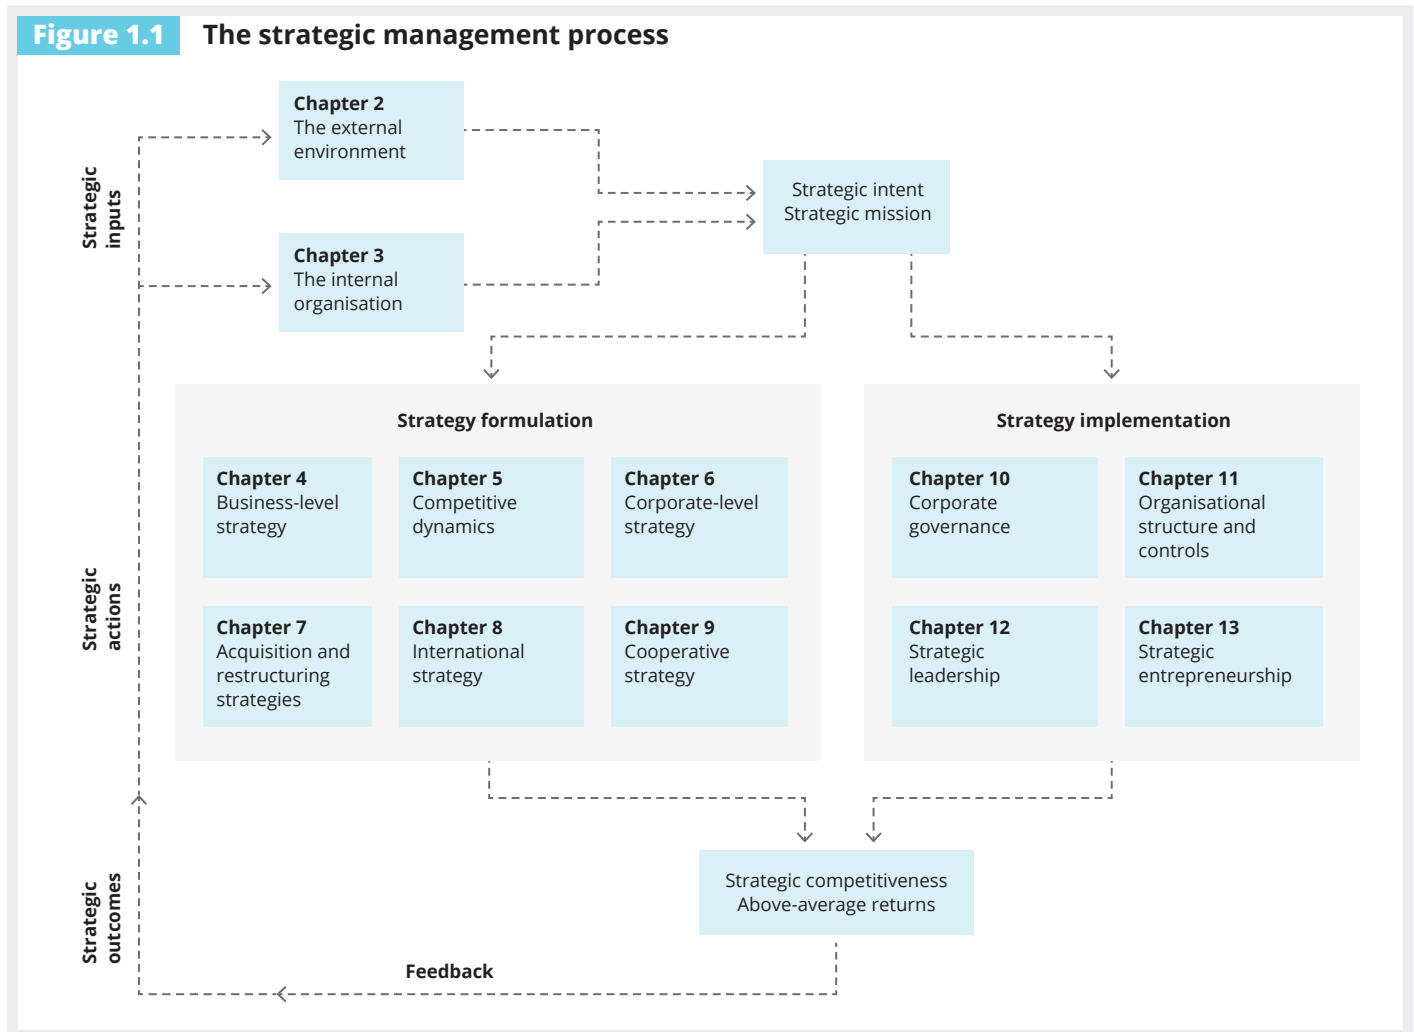 Figure 1.1 The strategic management process
Strategic
inputs
Chapter 2
The external
environment
Chapter 3
The internal
organisation
Strategic intent
Strategic mission
Strategic
actions
Strategy formulation
Chapter 4
Business-level
strategy
Chapter 5
Competitive
dynamics
Chapter 6
Corporate-level
strategy
Chapter 7
Acquisition and
restructuring
strategies
Chapter 8
International
strategy
Chapter 9
Cooperative
strategy
Strategy implementation
Chapter 10
Corporate
governance
Chapter 11
Organisational
structure and
controls
Chapter 12
Strategic
leadership
Chapter 13
Strategic
entrepreneurship
Strategic
outcomes
Strategic competitiveness
Above-average returns
Feedback